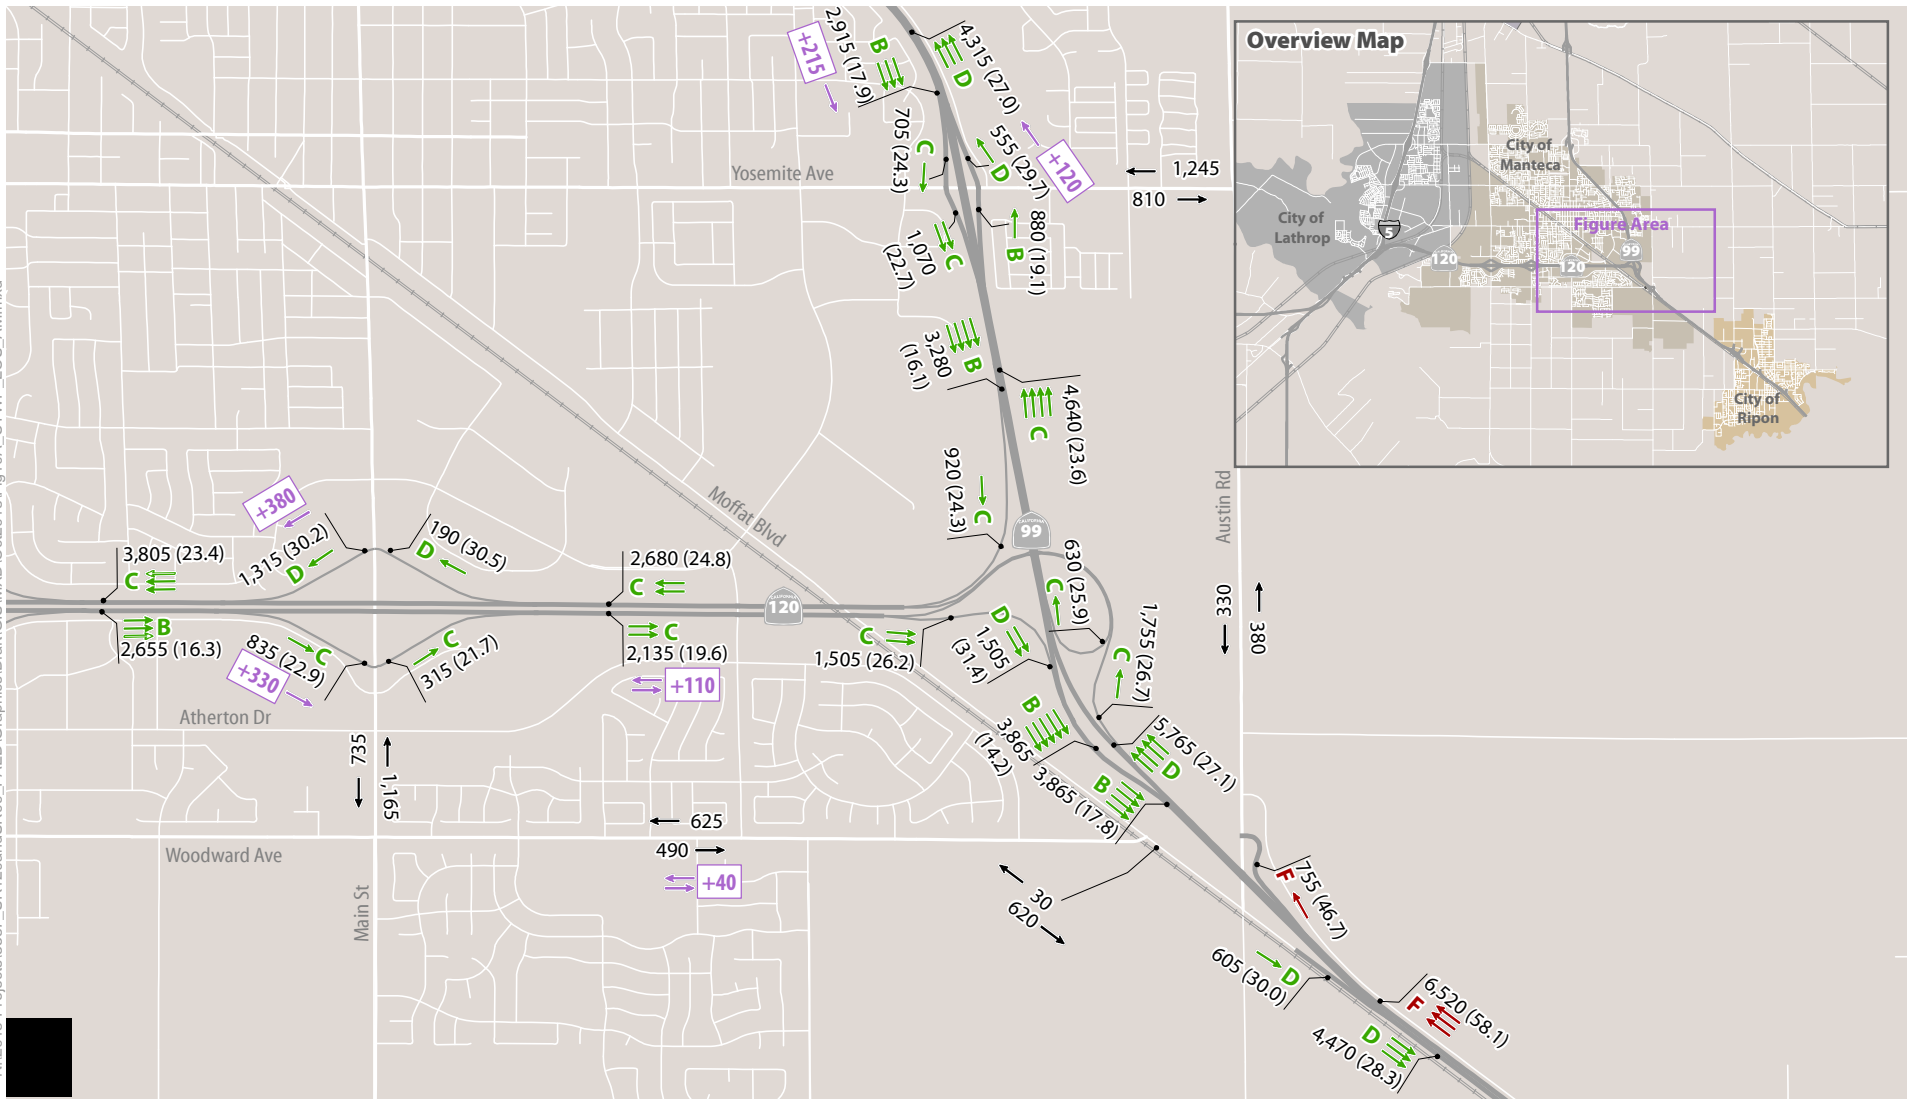 Overview Map
City of
Manteca
City of
Lathrop
5
120
Figure Area
99
120
City of
Ripon
2,915 (17.9)
B
+215
4,315 (27.0)
D
705 (24.3)
C
555 (29.7)
D
+120
Yosemite Ave
1,245
810
1,070
(22.7)
C
880 (19.1)
B
3,280
(16.1)
B
4,640 (23.6)
C
920 (24.3)
C
CALIFORNIA
99
Moffat Blvd
Austin Rd
+380
1,315 (30.2)
D
190 (30.5)
D
3,805 (23.4)
C
B
2,655 (16.3)
835 (22.9)
C
+330
315 (21.7)
C
2,680 (24.8)
C
C
2,135 (19.6)
+110
CALIFORNIA
120
C
1,505 (26.2)
D
1,505
(31.4)
630 (25.9)
C
1,755 (26.7)
C
330
380
B
3,865
(14.2)
5,765 (27.1)
D
B
3,865 (17.8)
Atherton Dr
735
1,165
625
490
+40
Woodward Ave
Main St
30
620
755 (46.7)
F
605 (30.0)
D
6,520 (58.1)
F
D
4,470 (28.3)